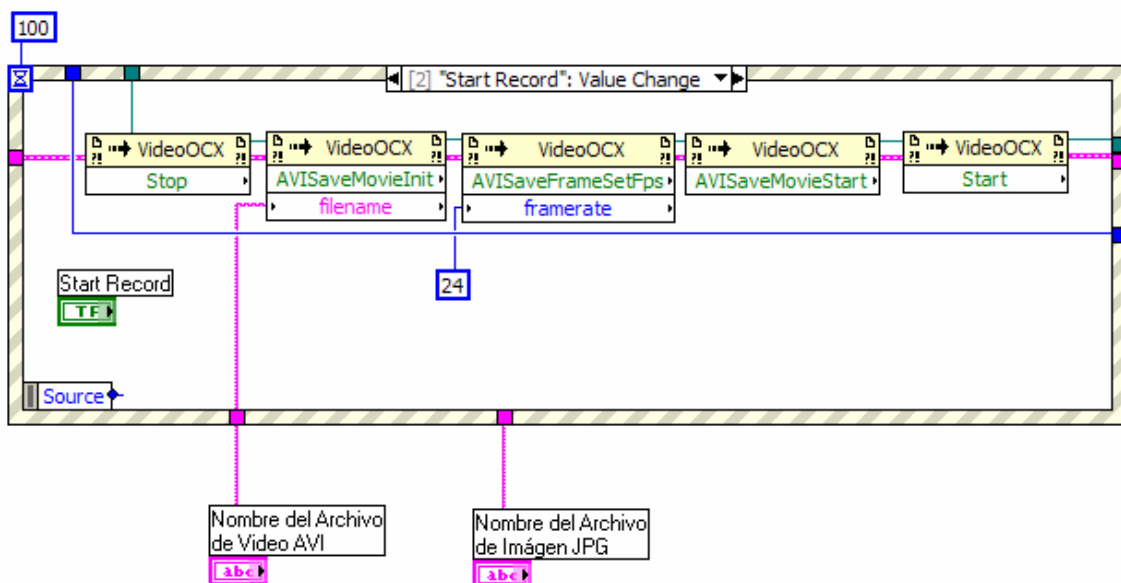 100
[2] "Start Record": Value Change
VideoOCX
Stop
VideoOCX
AVISaveMovieInit
filename
VideoOCX
AVISaveFrameSetFps
framerate
VideoOCX
AVISaveMovieStart
VideoOCX
Start
24
Start Record
TF
Source
Nombre del Archivo
de Video AVI
abc
Nombre del Archivo
de Imágen JPG
abc